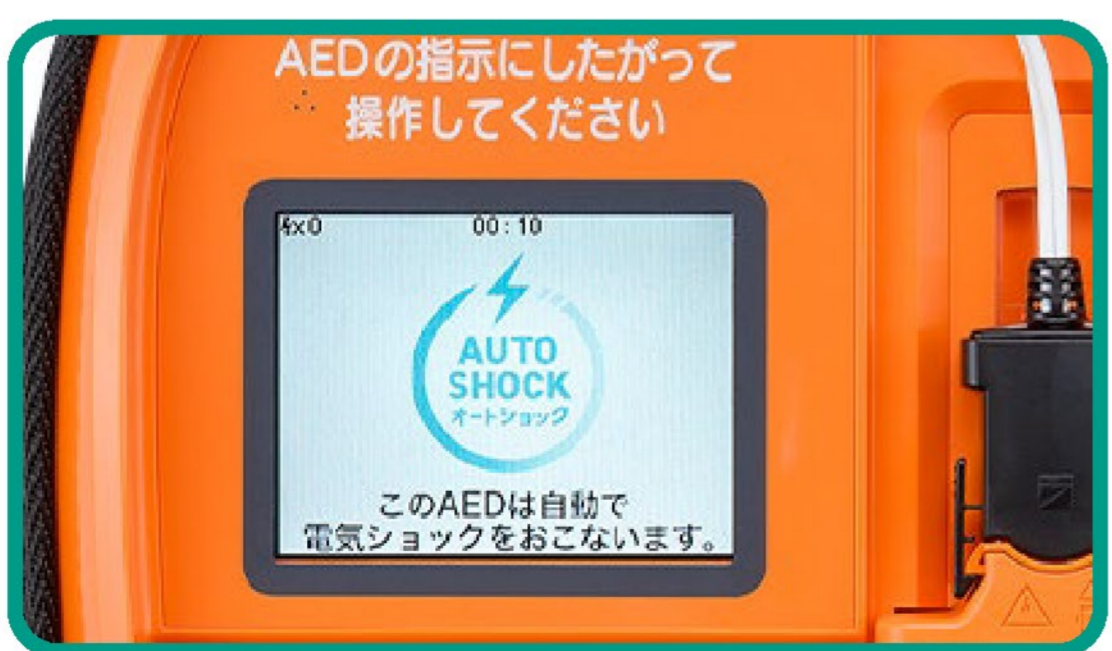 AEDの指示にしたがって
操作してください
x0
00:10
AUTO
SHOCK
オートショック
このAEDは自動で
電気ショックをおこないます。